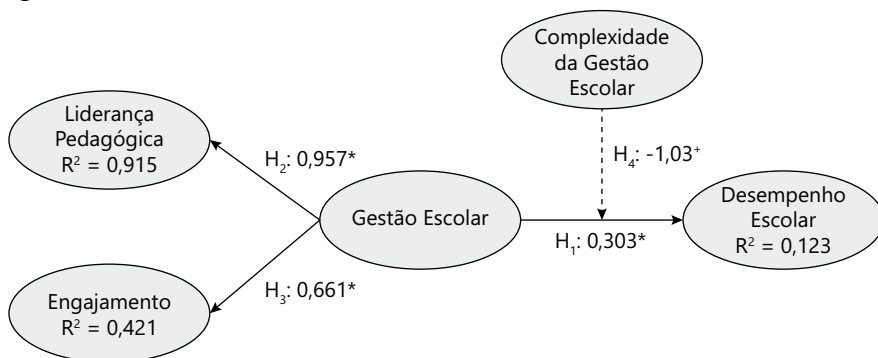 Complexidade
da Gestão
Escolar
Liderança
Pedagógica
R² = 0,915
H₂: 0,957*
H₄: -1,03⁺
Gestão Escolar
Desempenho
Escolar
R² = 0,123
H₁: 0,303*
Engajamento
R² = 0,421
H₃: 0,661*